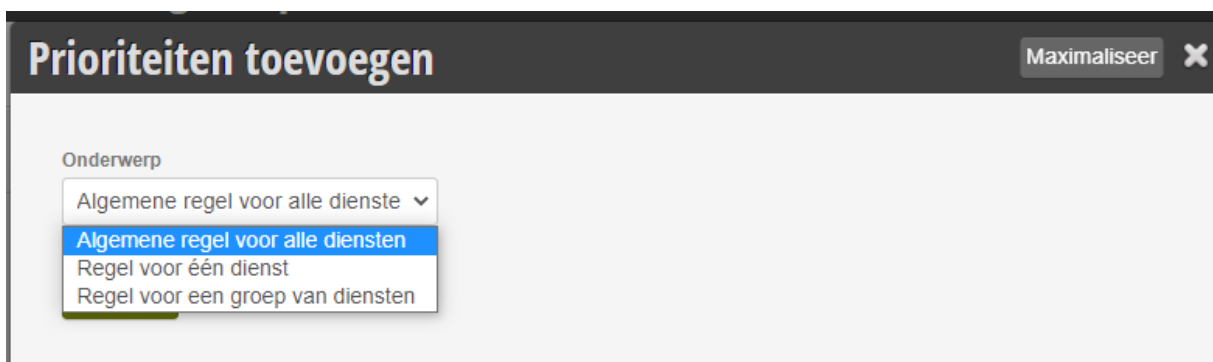 Prioriteiten toevoegen
Maximaliseer
Onderwerp
Algemene regel voor alle dienste
Algemene regel voor alle diensten
Regel voor één dienst
Regel voor een groep van diensten